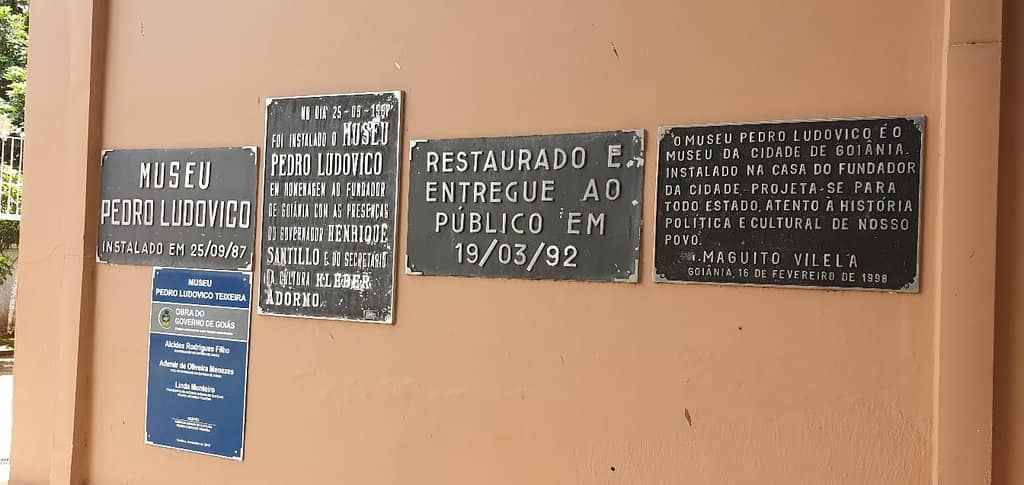 MUSEU
PEDRO LUDOVICO
INSTALADO EM 25/09/87
MUSEU
PEDRO LUDOVICO TEIXEIRA
OBRA DO
GOVERNO DE GOIÁS
Alcides Rodrigues Filho
Ademir de Oliveira Menezes
Linda Monteiro
NO DIA 25-09-1987
FOI INSTALADO O MUSEU
PEDRO LUDOVICO
EM HOMENAGEM AO FUNDADOR
DE GOIÂNIA COM AS PRESENÇAS
DO GOVERNADOR HENRIQUE
SANTILLO E DO SECRETÁRIO
DA CULTURA KLEBER
ADORNO.
RESTAURADO E
ENTREGUE AO
PÚBLICO EM
19/03/92
O MUSEU PEDRO LUDOVICO É O
MUSEU DA CIDADE DE GOIÂNIA.
INSTALADO NA CASA DO FUNDADOR
DA CIDADE, PROJETA-SE PARA
TODO ESTADO, ATENTO À HISTÓRIA
POLÍTICA E CULTURAL DE NOSSO
POVO.
MAGUITO VILELA
GOIÂNIA, 16 DE FEVEREIRO DE 1998